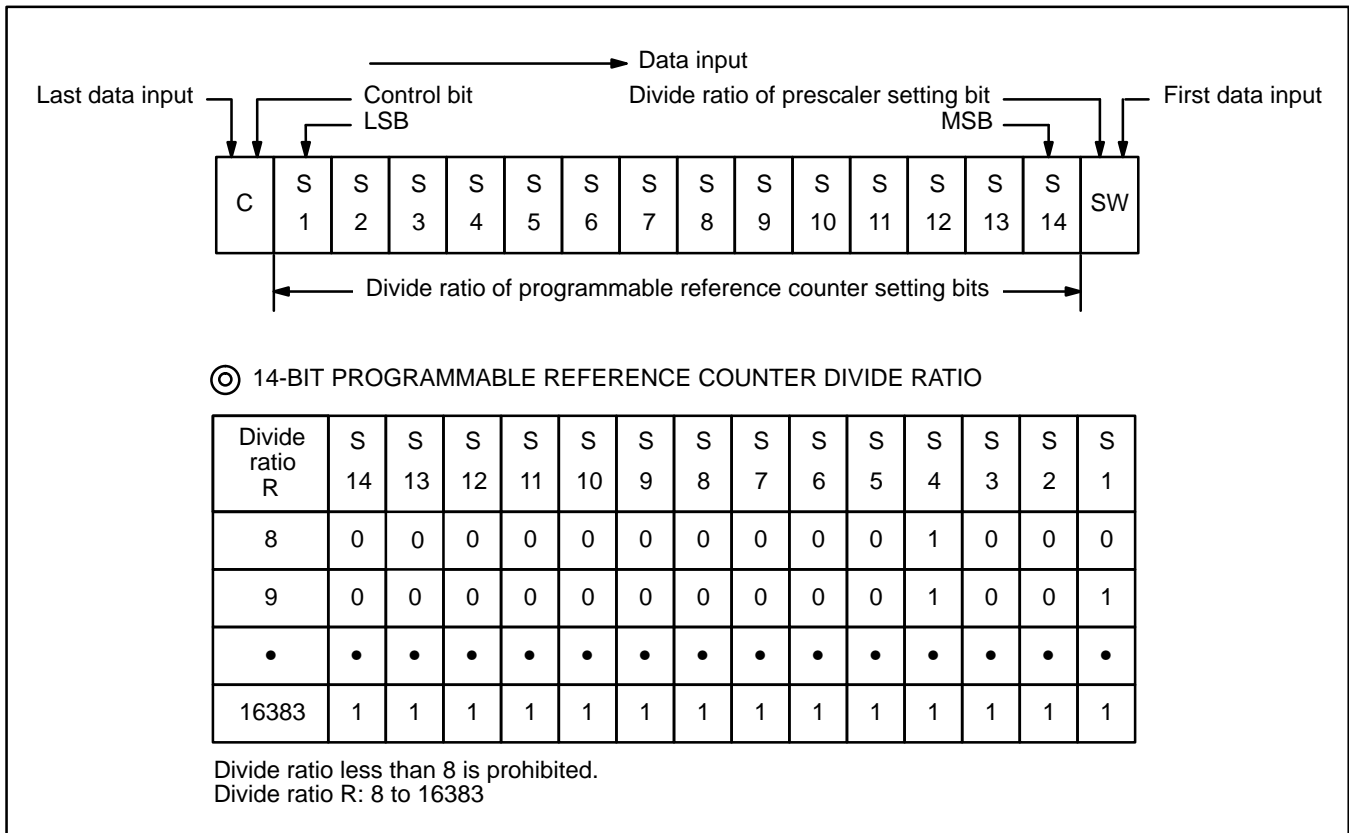 Data input
Last data input Control bit Divide ratio of prescaler setting bit First data input
LSB MSB
C S 1 S 2 S 3 S 4 S 5 S 6 S 7 S 8 S 9 S 10 S 11 S 12 S 13 S 14 SW
Divide ratio of programmable reference counter setting bits
14-BIT PROGRAMMABLE REFERENCE COUNTER DIVIDE RATIO
Divide ratio R S 14 S 13 S 12 S 11 S 10 S 9 S 8 S 7 S 6 S 5 S 4 S 3 S 2 S 1
8 0 0 0 0 0 0 0 0 0 0 1 0 0 0
9 0 0 0 0 0 0 0 0 0 0 1 0 0 1
• • • • • • • • • • • • • • •
16383 1 1 1 1 1 1 1 1 1 1 1 1 1 1
Divide ratio less than 8 is prohibited.
Divide ratio R: 8 to 16383